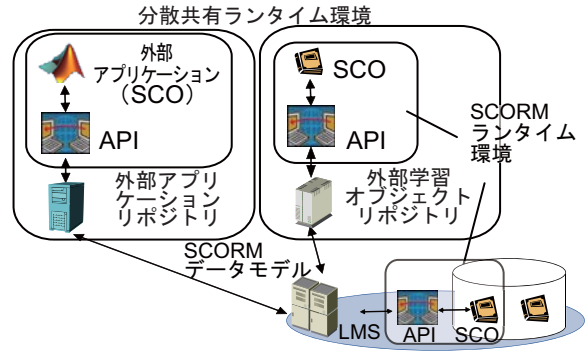 分散共有ランタイム環境
外部
アプリケーション
（SCO）
API
外部アプリ
ケーション
リポジトリ
SCO
API
外部学習
オブジェクト
リポジトリ
SCORM
ランタイム
環境
SCORM
データモデル
LMS
API
SCO